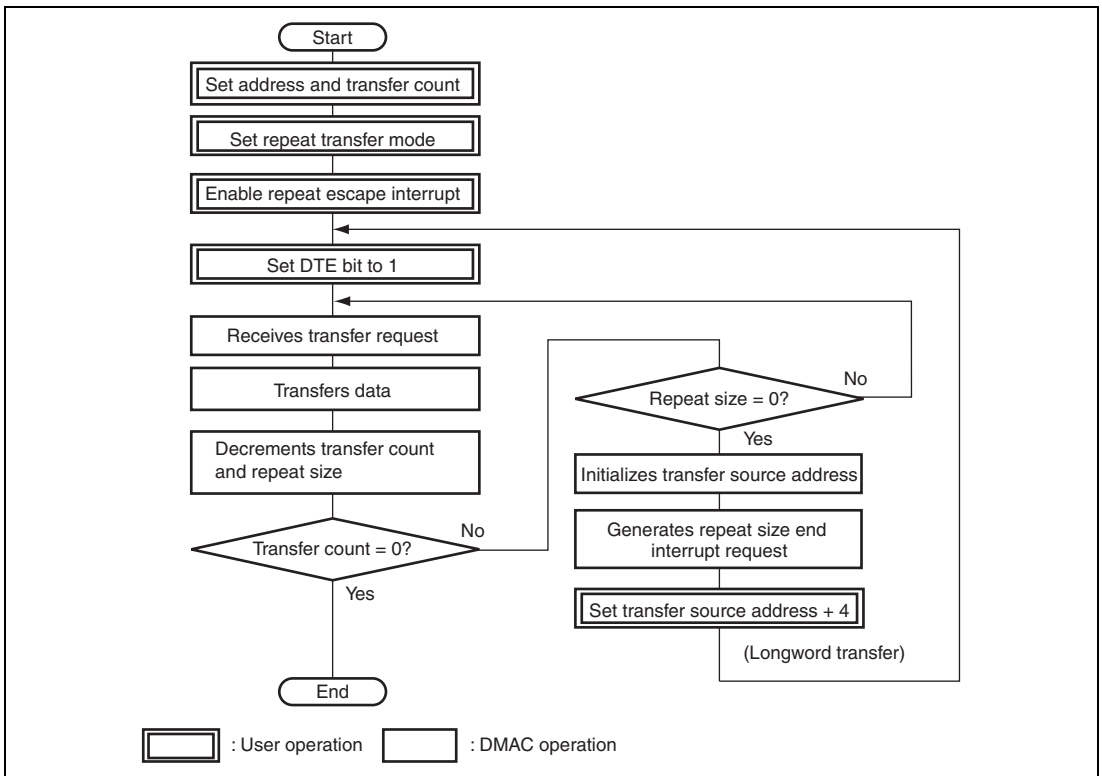 Start
Set address and transfer count
Set repeat transfer mode
Enable repeat escape interrupt
Set DTE bit to 1
Receives transfer request
Transfers data
Decrements transfer count
and repeat size
Transfer count = 0?
No
Yes
End
Repeat size = 0?
No
Yes
Initializes transfer source address
Generates repeat size end
interrupt request
Set transfer source address + 4
(Longword transfer)
: User operation
: DMAC operation